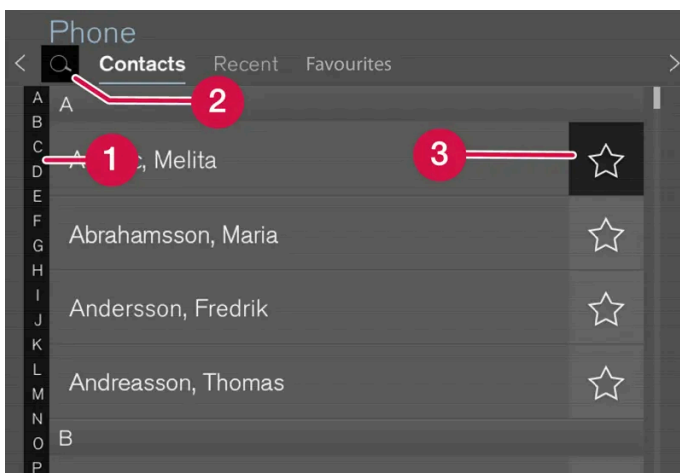 Phone
Contacts Recent Favourites
2
A
B
C
D
E
F
G
H
I
J
K
L
M
N
O
P
A
1 Melita 3
Abrahamsson, Maria
Andersson, Fredrik
Andreasson, Thomas
B